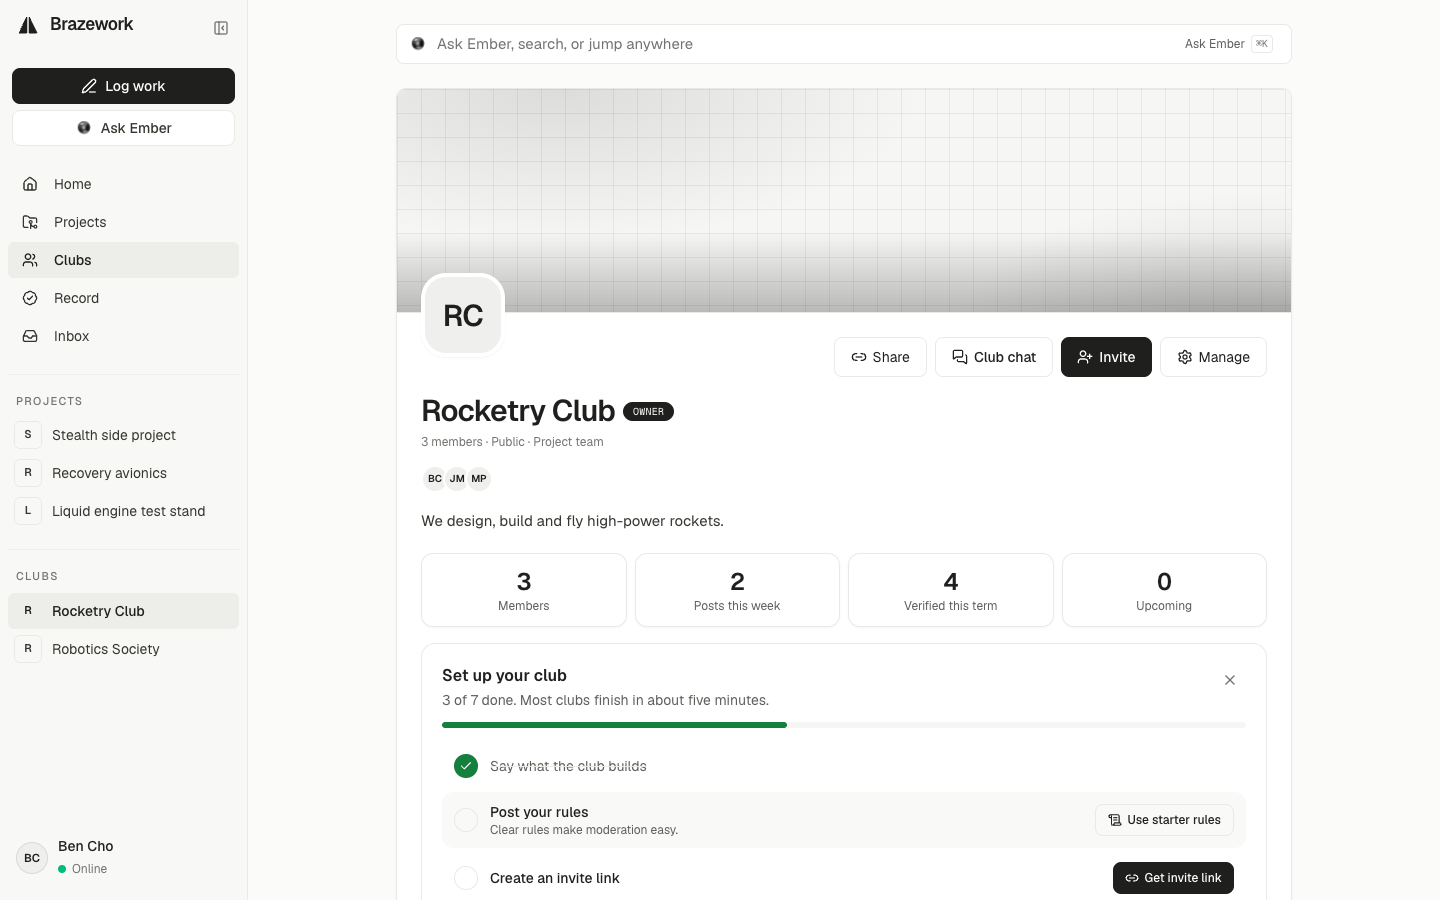 Brazework
Log work
Ask Ember
Home
Projects
Clubs
Record
Inbox
PROJECTS
S Stealth side project
R Recovery avionics
L Liquid engine test stand
CLUBS
R Rocketry Club
R Robotics Society
BC Ben Cho
Online
Ask Ember, search, or jump anywhere
Ask Ember ⌘K
RC
Share
Club chat
Invite
Manage
Rocketry Club OWNER
3 members · Public · Project team
BC JM MP
We design, build and fly high-power rockets.
3
Members
2
Posts this week
4
Verified this term
0
Upcoming
Set up your club
3 of 7 done. Most clubs finish in about five minutes.
Say what the club builds
Post your rules
Clear rules make moderation easy.
Use starter rules
Create an invite link
Get invite link